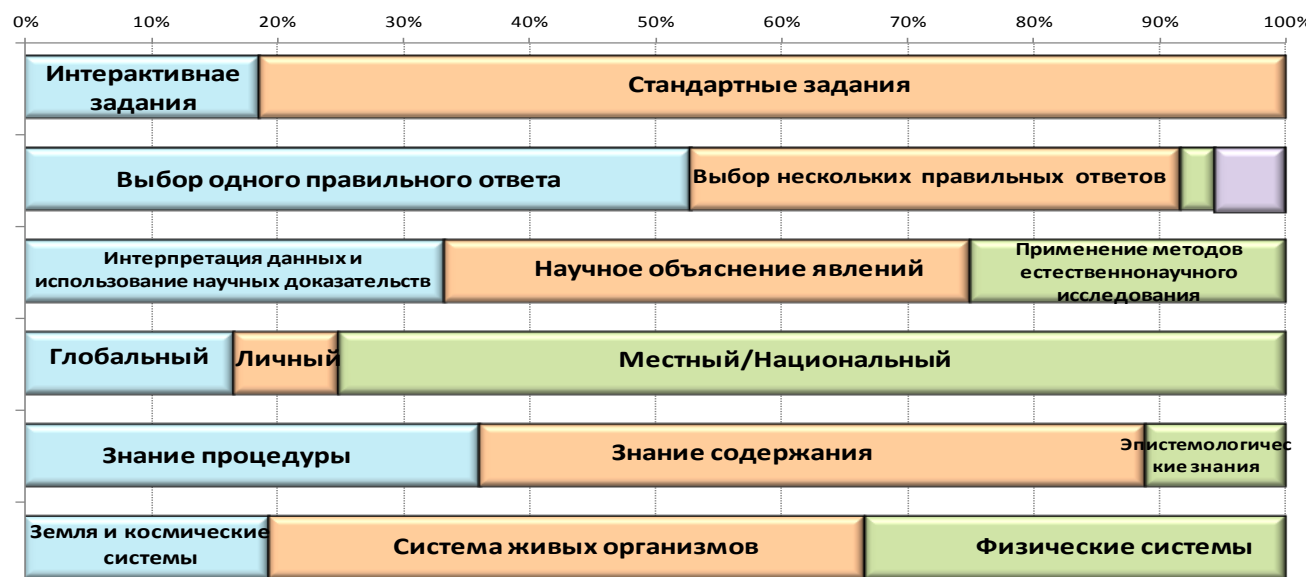 0% 10% 20% 30% 40% 50% 60% 70% 80% 90% 100%
Интерактивнае
задания
Стандартные задания
Выбор одного правильного ответа
Выбор нескольких правильных ответов
Интерпретация данных и
использование научных доказательств
Научное объяснение явлений
Применение методов
естественнонаучного
исследования
Глобальный
Личный
Местный/Национальный
Знание процедуры
Знание содержания
Эпистемологичес
кие знания
Земля и космические
системы
Система живых организмов
Физические системы